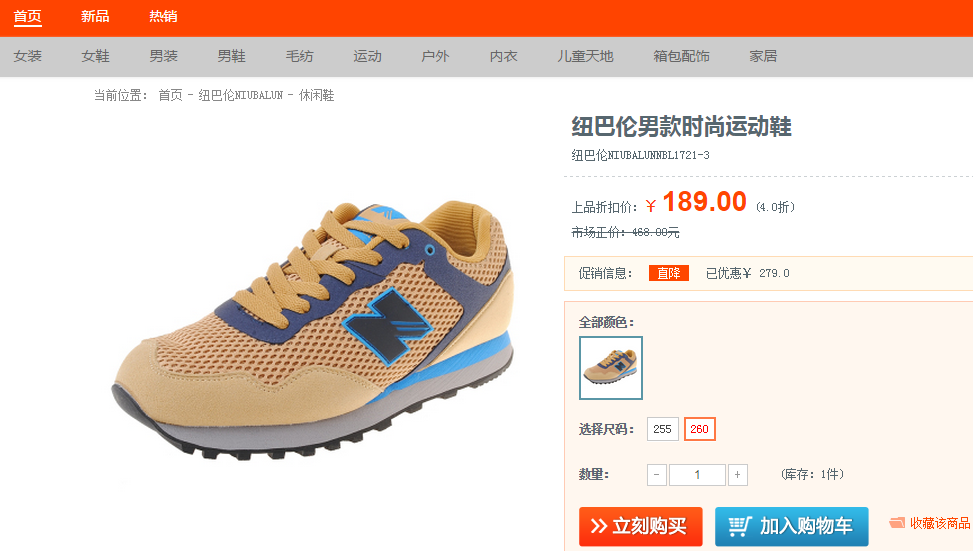 首页 新品 热销
女装 女鞋 男装 男鞋 毛纺 运动 户外 内衣 儿童天地 箱包配饰 家居
当前位置： 首页 - 纽巴伦NIUBALUN - 休闲鞋
纽巴伦男款时尚运动鞋
纽巴伦NIUBALUNNBL1721-3
上品折扣价：￥189.00 (4.0折)
市场正价：468.00元
促销信息： 直降 已优惠￥ 279.0
全部颜色：
选择尺码： 255 260
数量： - 1 + (库存：1件)
立刻购买 加入购物车 收藏该商品